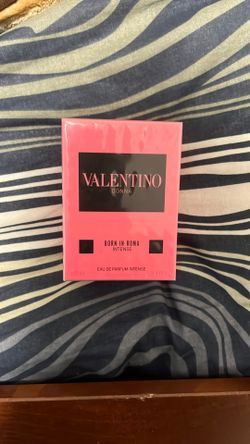 VALENTINO
DONNA
BORN IN ROMA
INTENSE
EAU DE PARFUM INTENSE